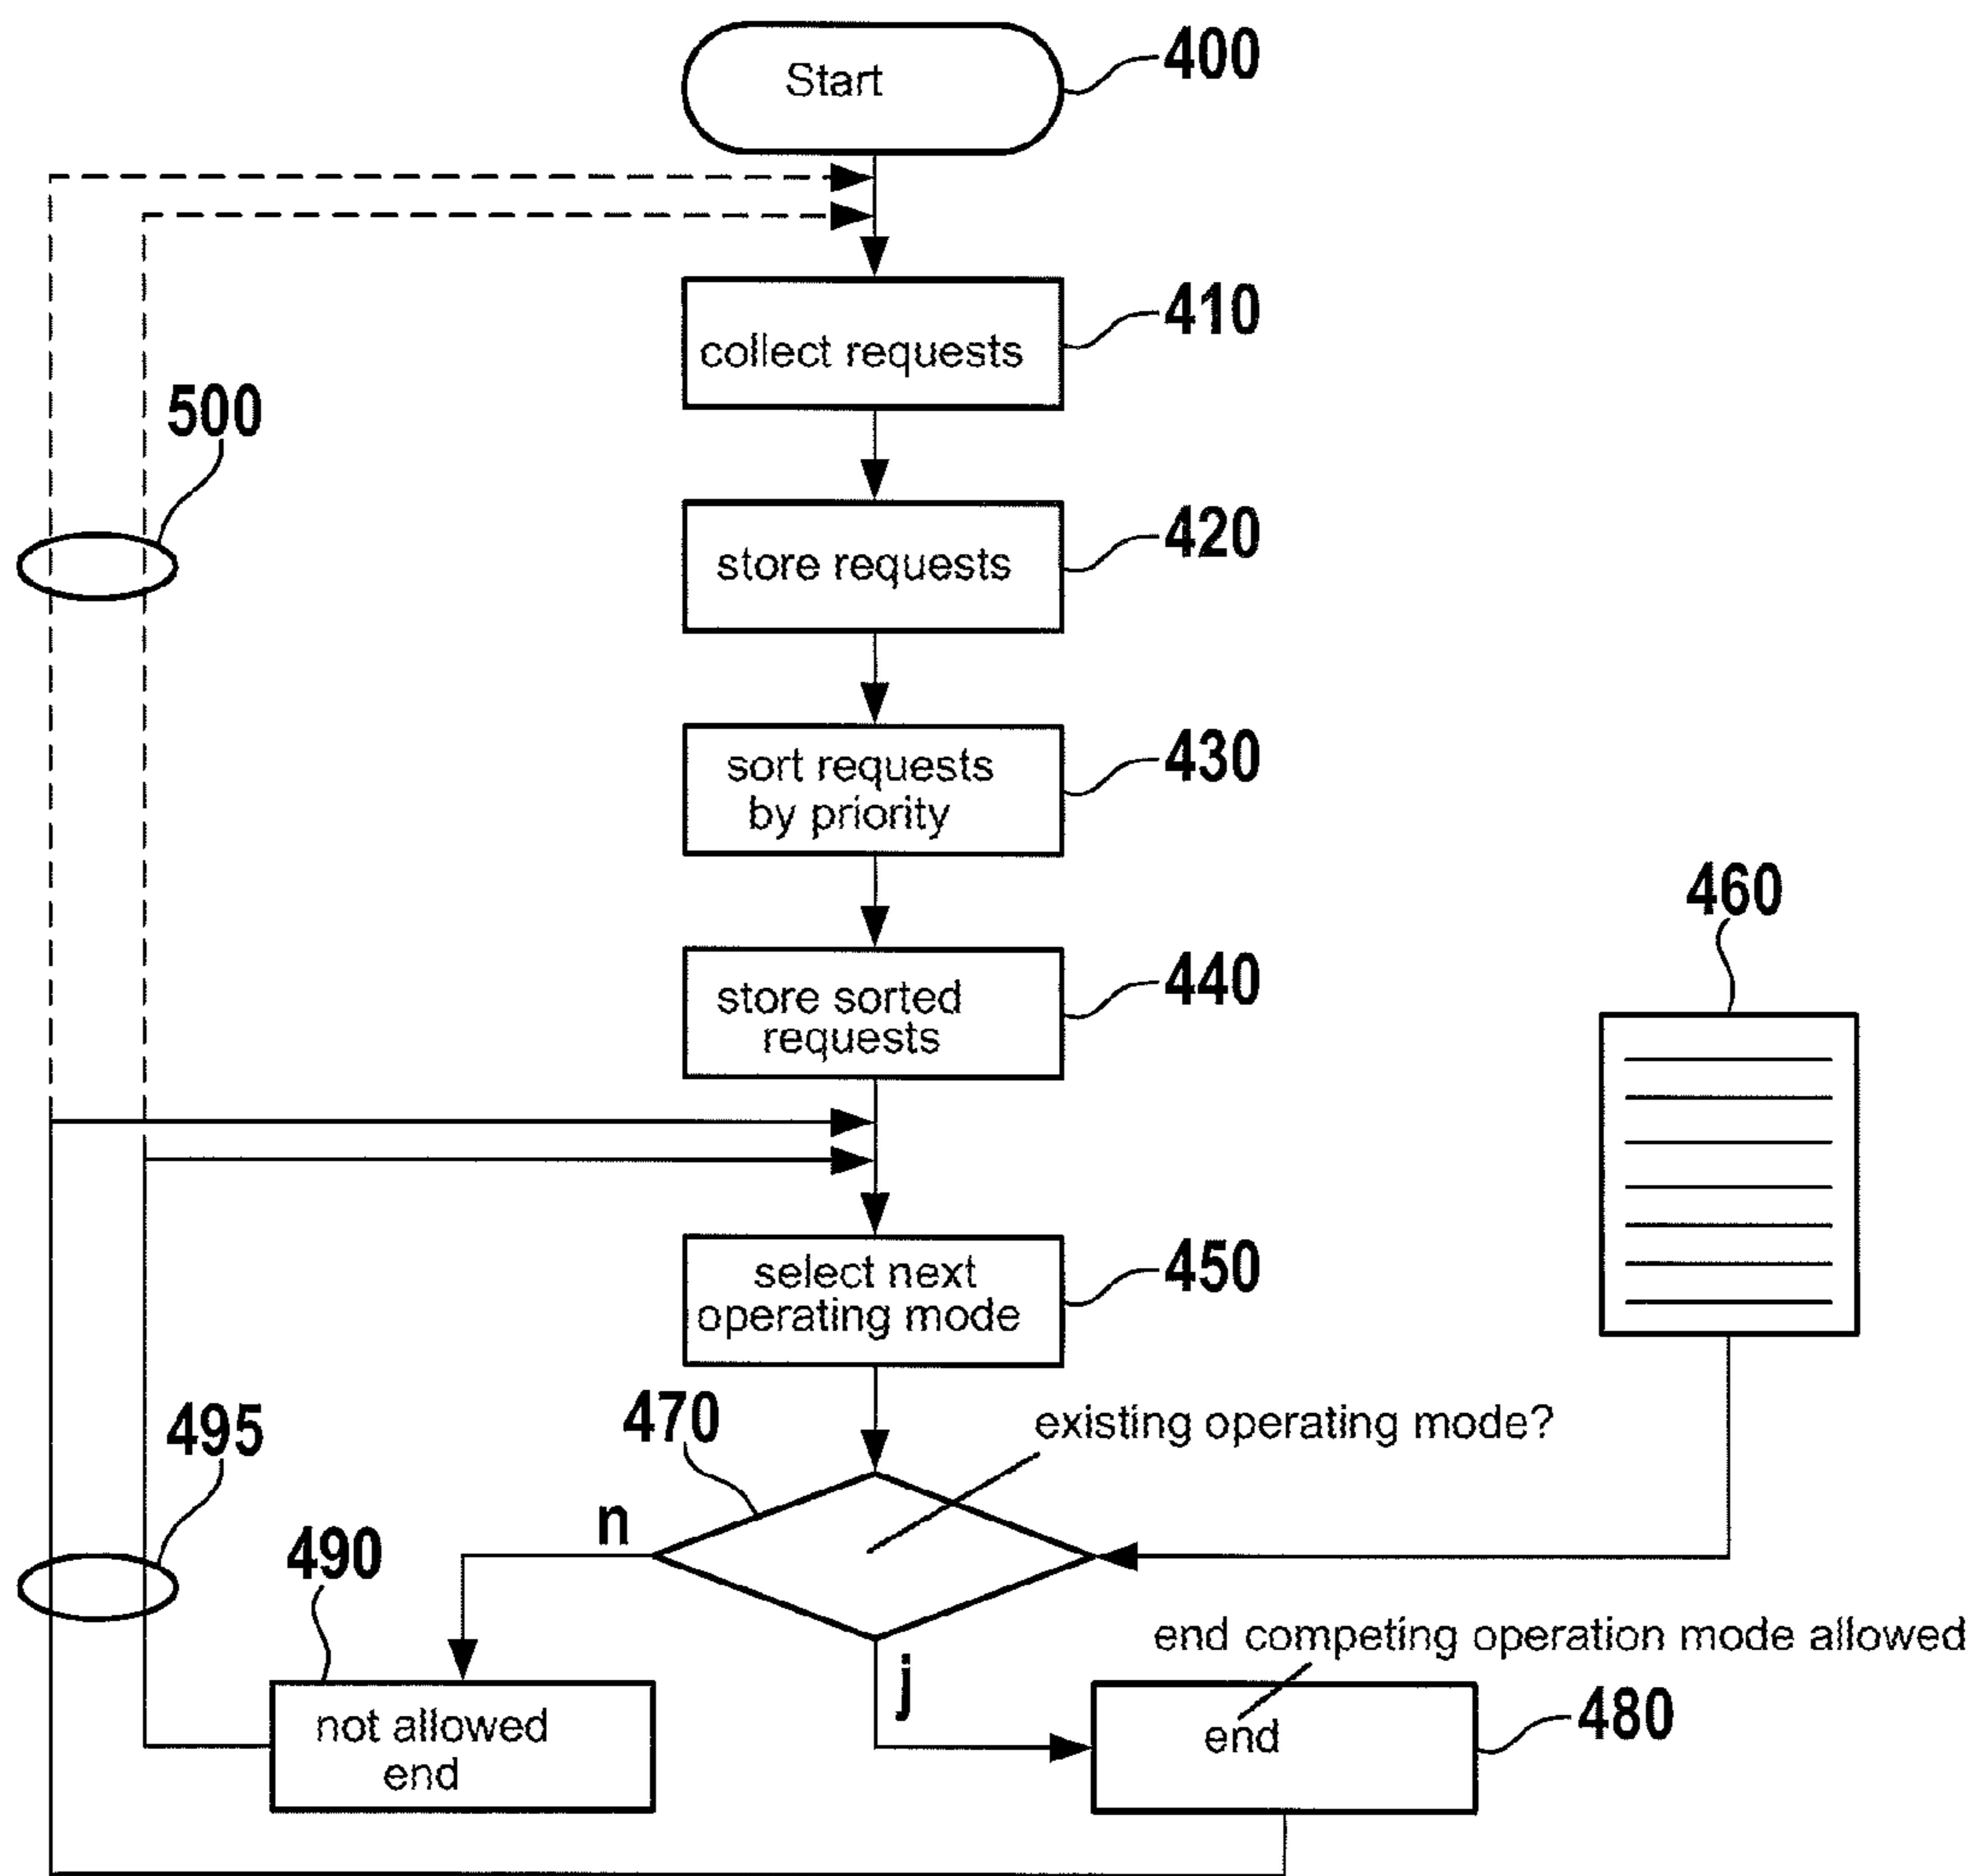 Start
400
410
collect requests
500
420
store requests
430
sort requests
by priority
460
440
store sorted
requests
450
select next
operating mode
470
existing operating mode?
495
n
490
end competing operation mode allowed
j
480
not allowed
end
end